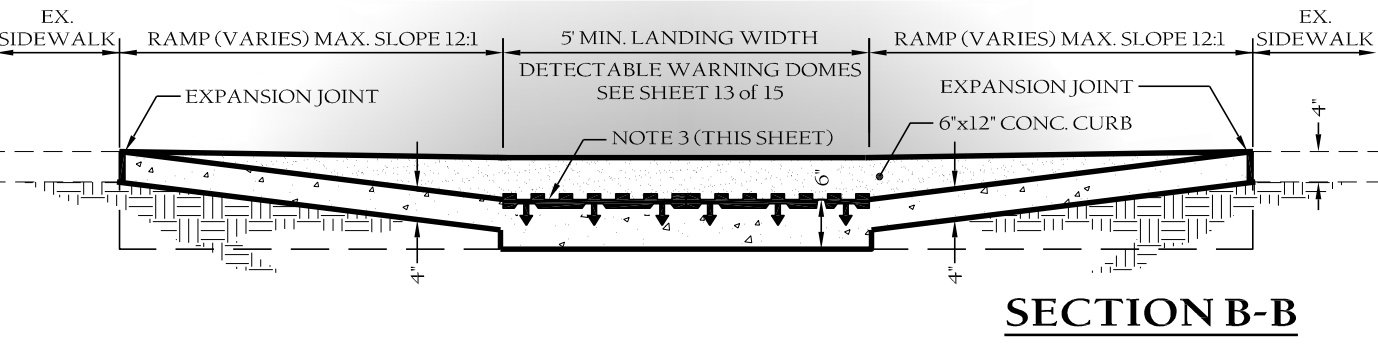 EX.
SIDEWALK
RAMP (VARIES) MAX. SLOPE 12:1
5' MIN. LANDING WIDTH
RAMP (VARIES) MAX. SLOPE 12:1
EX.
SIDEWALK
DETECTABLE WARNING DOMES
SEE SHEET 13 of 15
EXPANSION JOINT
EXPANSION JOINT
NOTE 3 (THIS SHEET)
6"x12" CONC. CURB
4"
6"
4"
4"
SECTION B-B